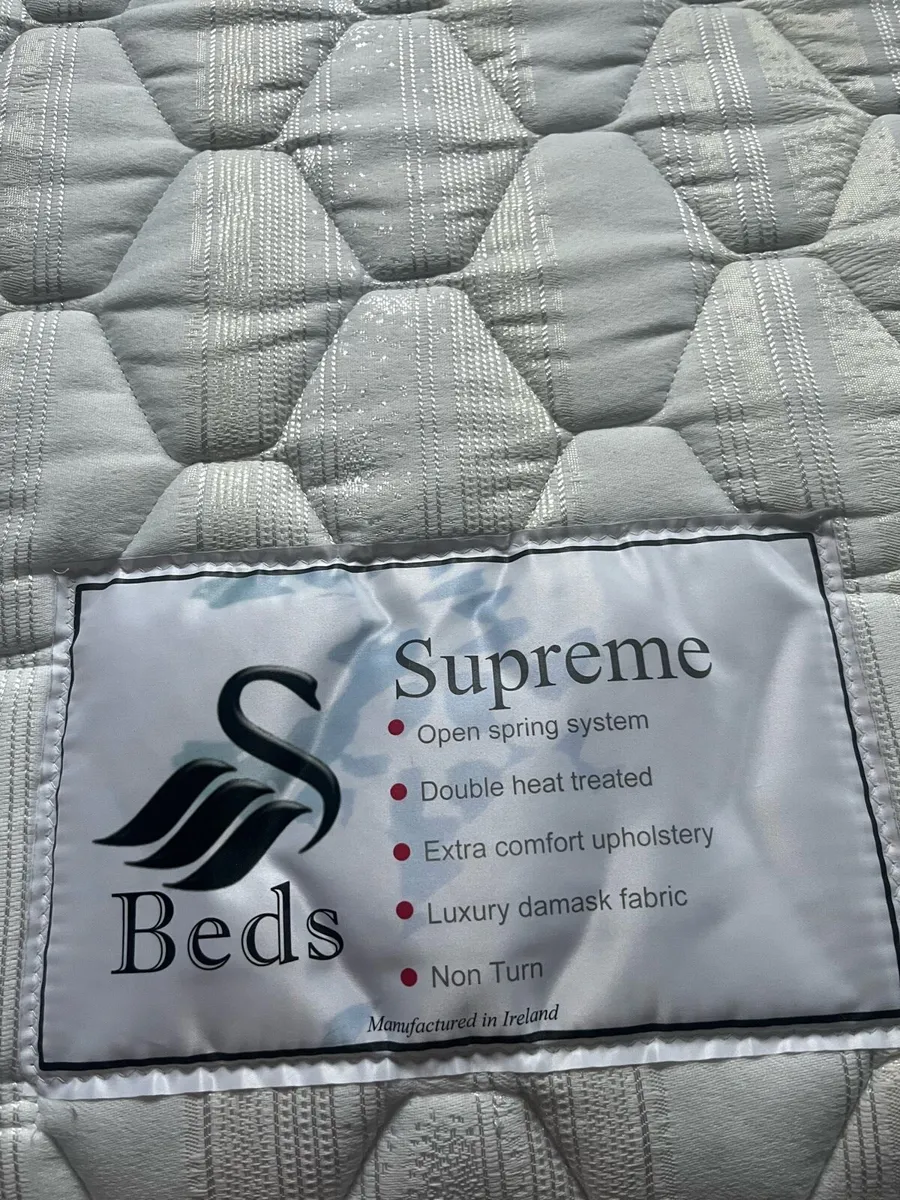 Supreme
Open spring system
Double heat treated
Extra comfort upholstery
Luxury damask fabric
Non Turn
Beds
Manufactured in Ireland